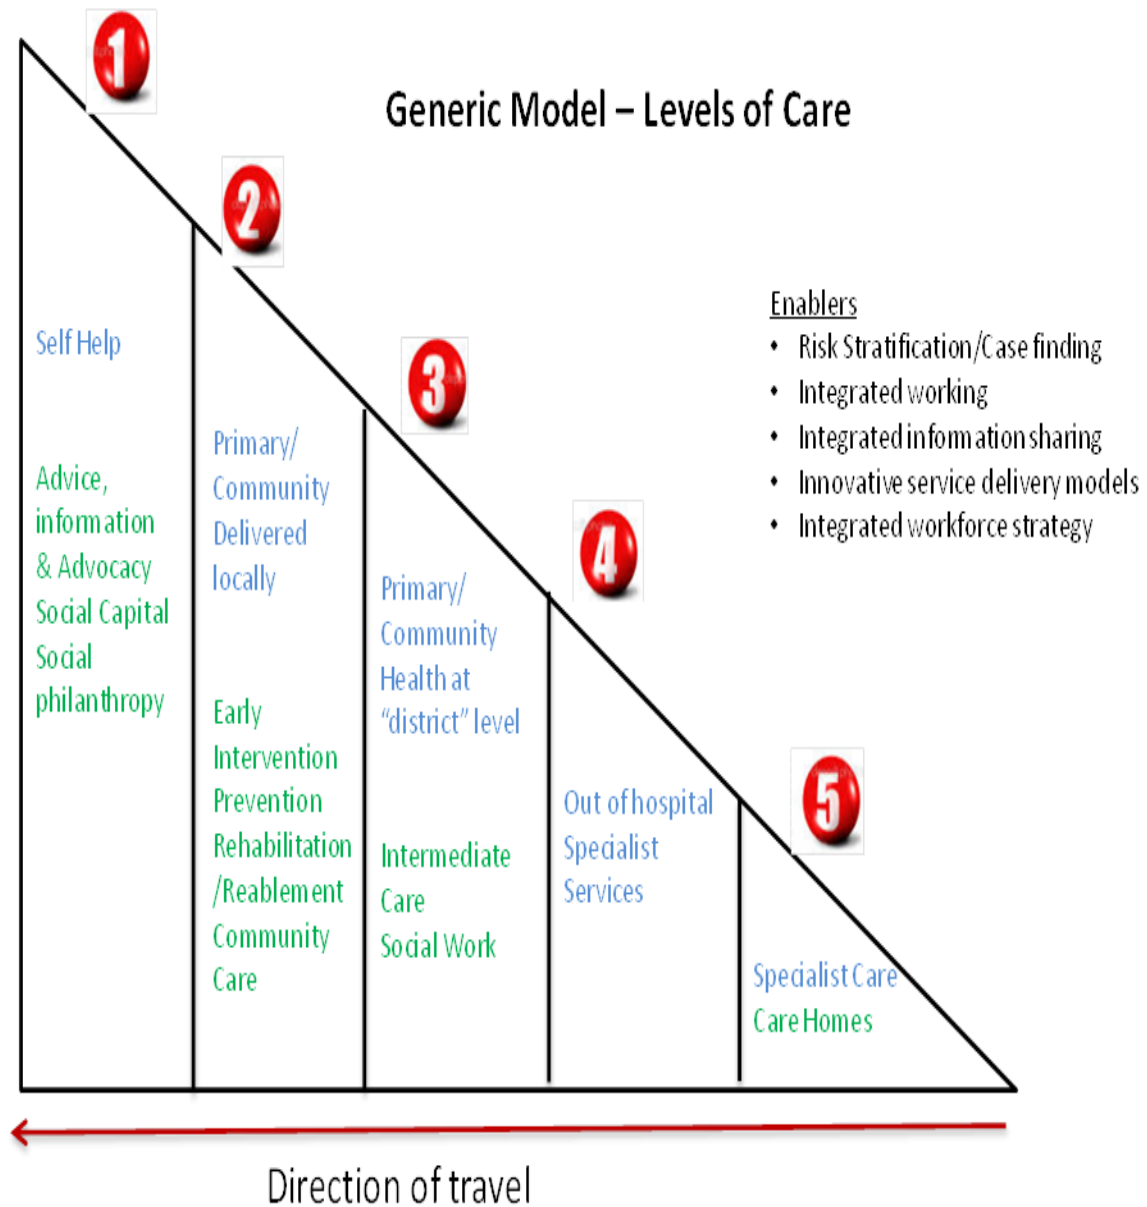 1
Generic Model – Levels of Care
2
Enablers
• Risk Stratification/Case finding
• Integrated working
• Integrated information sharing
• Innovative service delivery models
• Integrated workforce strategy
3
Self Help
Advice,
information
& Advocacy
Social Capital
Social
philanthropy
Primary/
Community
Delivered
locally
Early
Intervention
Prevention
Rehabilitation
/Reablement
Community
Care
4
Primary/
Community
Health at
“district” level
Intermediate
Care
Social Work
5
Out of hospital
Specialist
Services
Specialist Care
Care Homes
Direction of travel